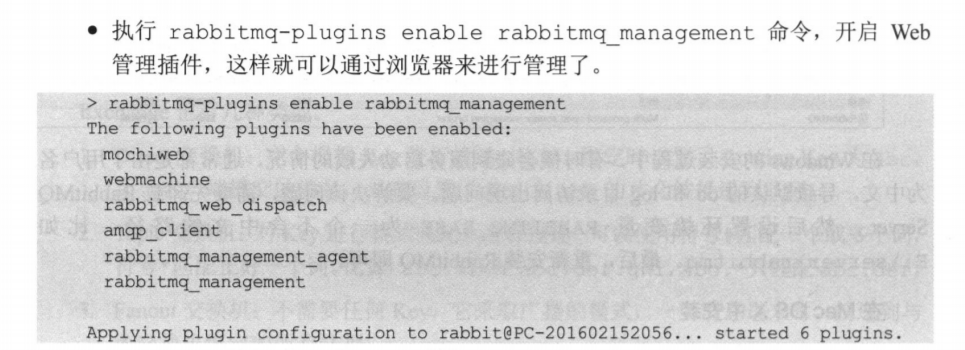 • 执行 rabbitmq-plugins enable rabbitmq_management 命令，开启 Web
管理插件，这样就可以通过浏览器来进行管理了。
> rabbitmq-plugins enable rabbitmq_management
The following plugins have been enabled:
mochiweb
webmachine
rabbitmq_web_dispatch
amqp_client
rabbitmq_management_agent
rabbitmq_management
Applying plugin configuration to rabbit@PC-201602152056... started 6 plugins.